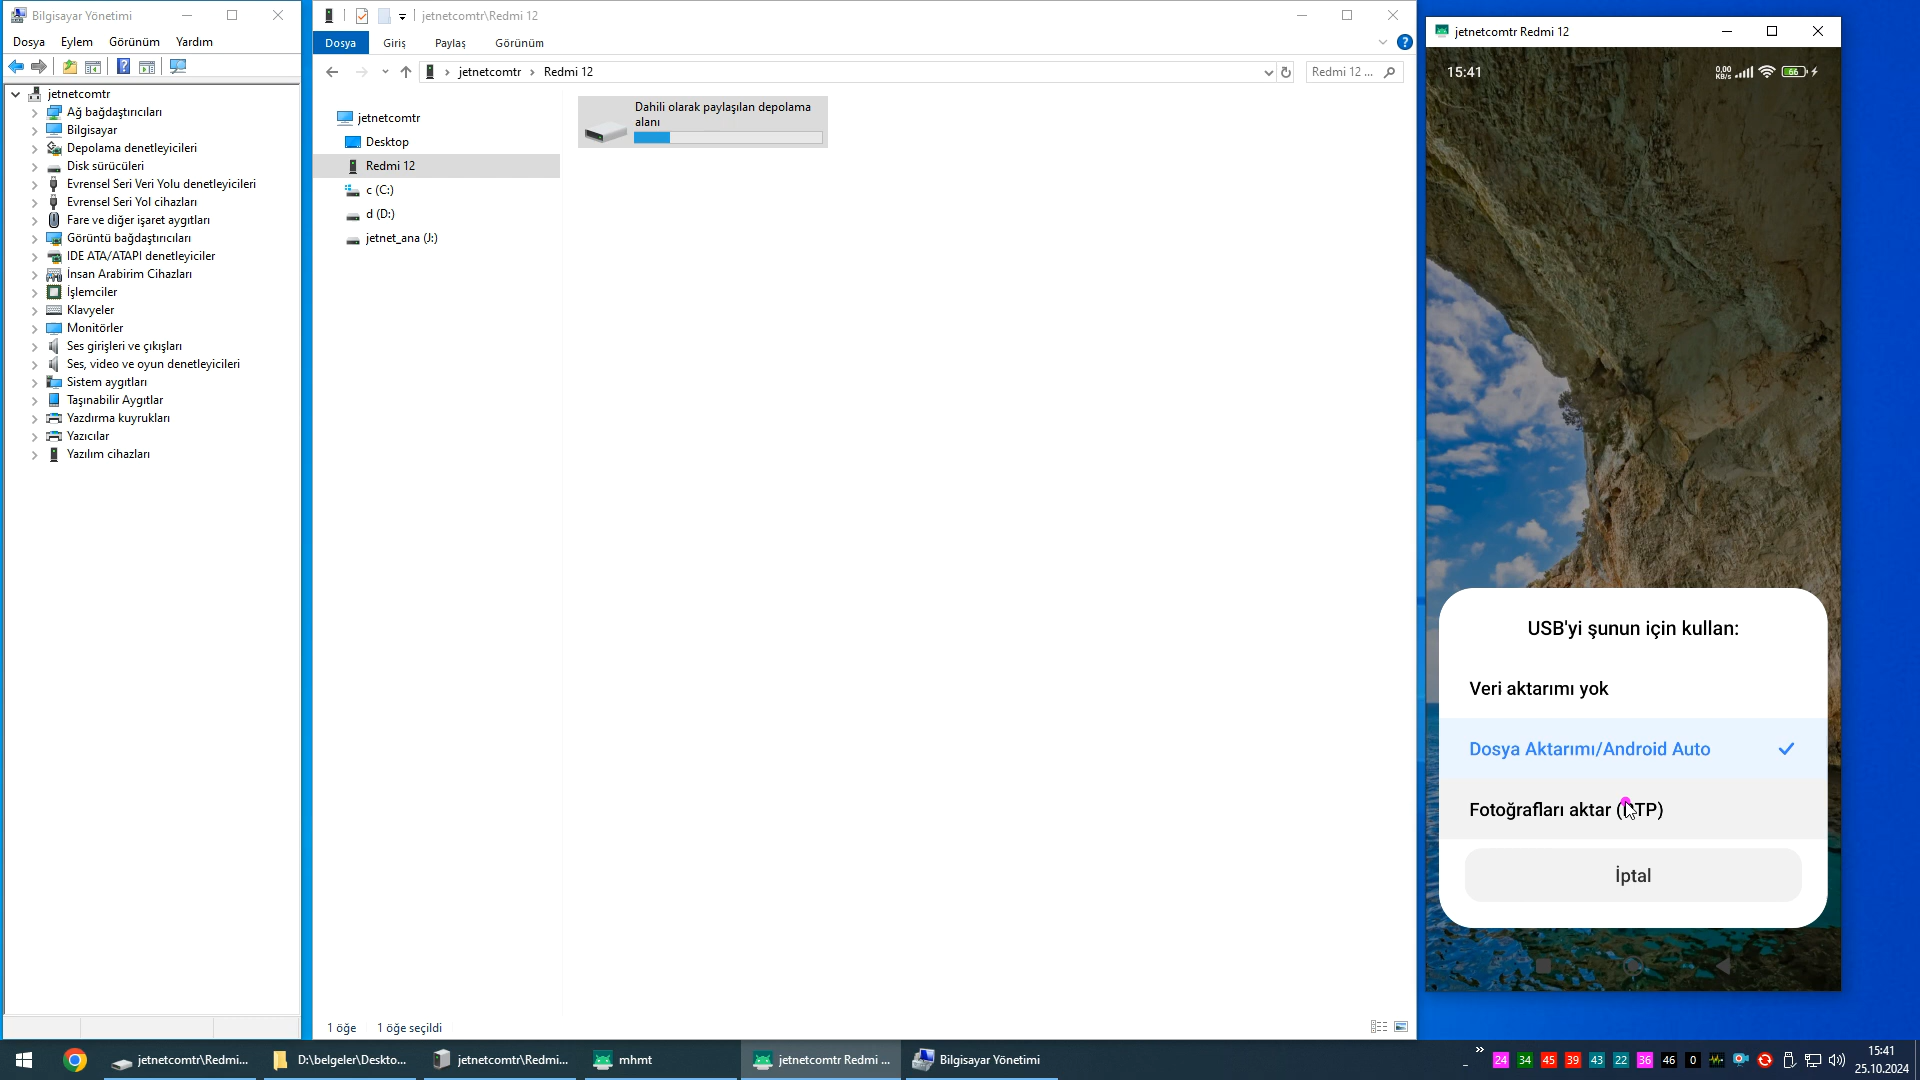 Bilgisayar Yönetimi
Dosya Eylem Görünüm Yardım
jetnetcomtr
Ağ bağdaştırıcıları
Bilgisayar
Depolama denetleyicileri
Disk sürücüleri
Evrensel Seri Veri Yolu denetleyicileri
Evrensel Seri Yol cihazları
Fare ve diğer işaret aygıtları
Görüntü bağdaştırıcıları
IDE ATA/ATAPI denetleyiciler
İnsan Arabirim Cihazları
İşlemciler
Klavyeler
Monitörler
Ses girişleri ve çıkışları
Ses, video ve oyun denetleyicileri
Sistem aygıtları
Taşınabilir Aygıtlar
Yazdırma kuyrukları
Yazıcılar
Yazılım cihazları
jetnetcomtr\Redmi 12
Dosya Giriş Paylaş Görünüm
jetnetcomtr › Redmi 12
Redmi 12 ...
jetnetcomtr
Desktop
Redmi 12
c (C:)
d (D:)
jetnet_ana (J:)
Dahili olarak paylaşılan depolama
alanı
1 öğe 1 öğe seçildi
jetnetcomtr Redmi 12
15:41
0,00
KB/s
66
USB'yi şunun için kullan:
Veri aktarımı yok
Dosya Aktarımı/Android Auto
Fotoğrafları aktar (PTP)
İptal
jetnetcomtr\Redmi...
D:\belgeler\Deskto...
jetnetcomtr\Redmi...
mhmt
jetnetcomtr Redmi ...
Bilgisayar Yönetimi
24 34 45 39 43 22 36 46 0
15:41
25.10.2024